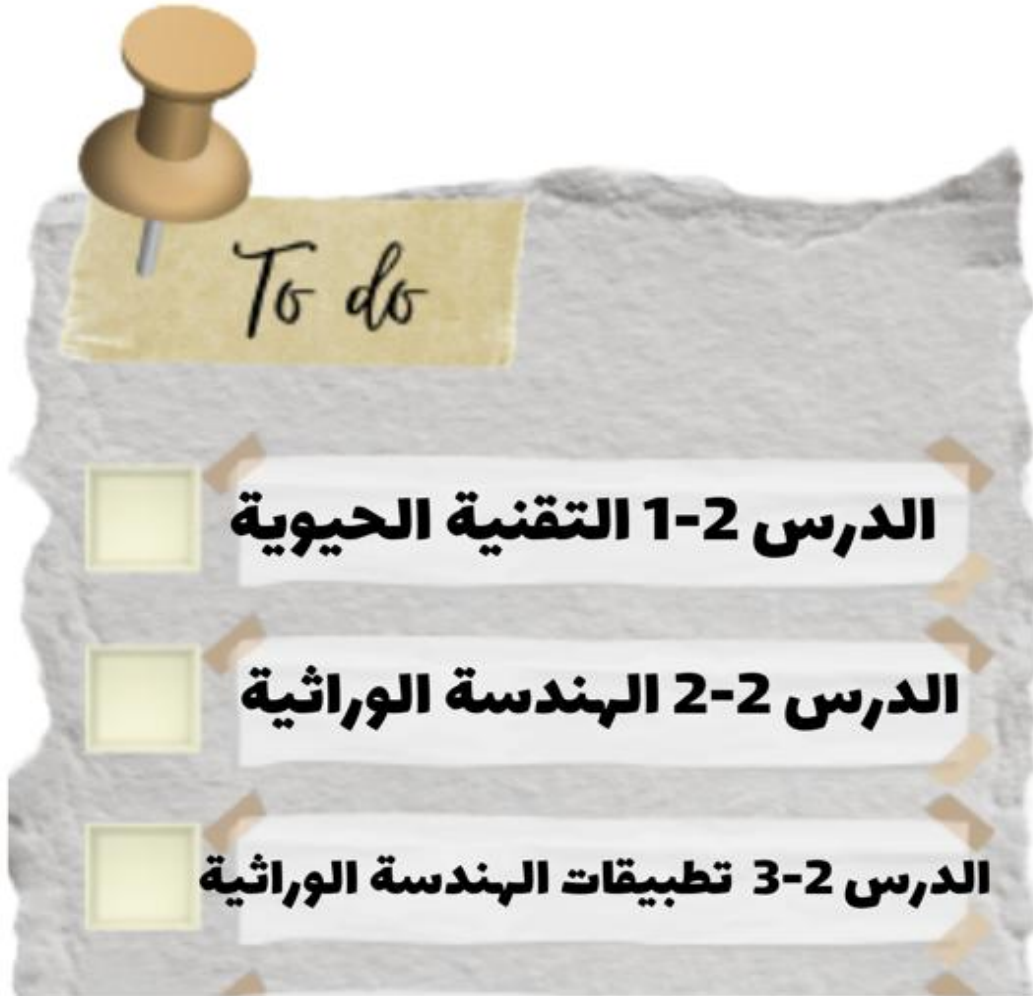 To do
الدرس 2-1 التقنية الحيوية
الدرس 2-2 الهندسة الوراثية
الدرس 2-3 تطبيقات الهندسة الوراثية